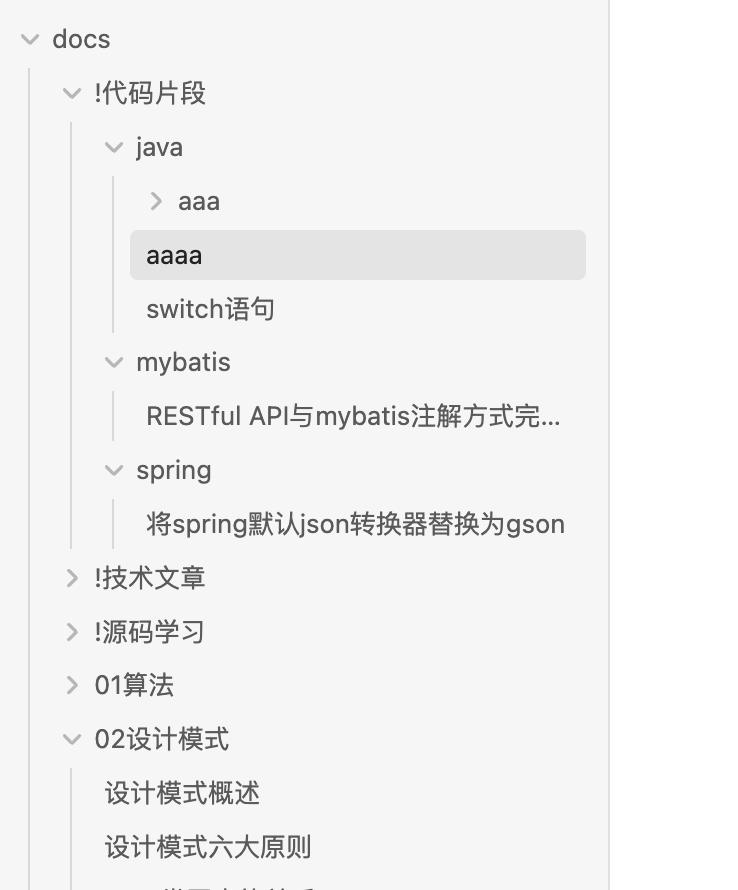 docs
!代码片段
java
aaa
aaaa
switch语句
mybatis
RESTful API与mybatis注解方式完...
spring
将spring默认json转换器替换为gson
!技术文章
!源码学习
01算法
02设计模式
设计模式概述
设计模式六大原则